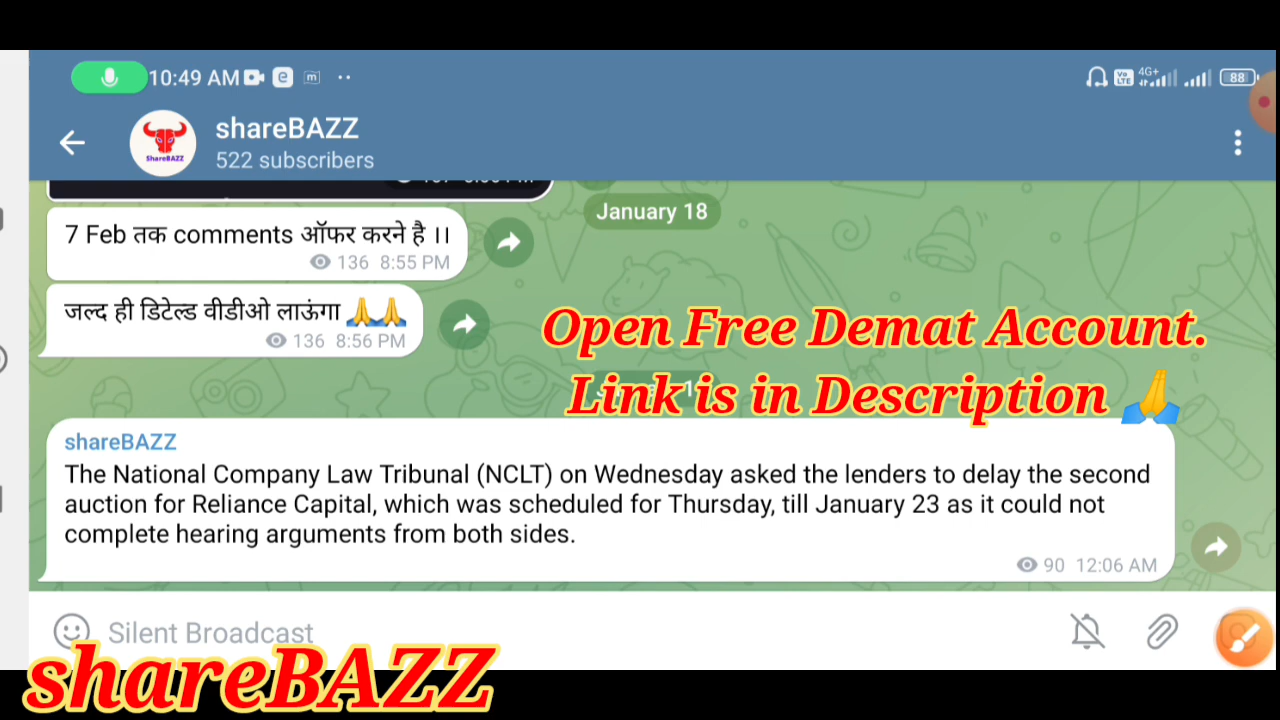 10:49 AM
4G+
Vo
LTE
88
shareBAZZ
522 subscribers
ShareBAZZ
January 18
7 Feb तक comments ऑफर करने है ।।
136 8:55 PM
जल्द ही डिटेल्ड वीडीओ लाऊंगा 🙏🙏
136 8:56 PM
Open Free Demat Account.
Link is in Description 🙏
shareBAZZ
The National Company Law Tribunal (NCLT) on Wednesday asked the lenders to delay the second
auction for Reliance Capital, which was scheduled for Thursday, till January 23 as it could not
complete hearing arguments from both sides.
90 12:06 AM
Silent Broadcast
shareBAZZ